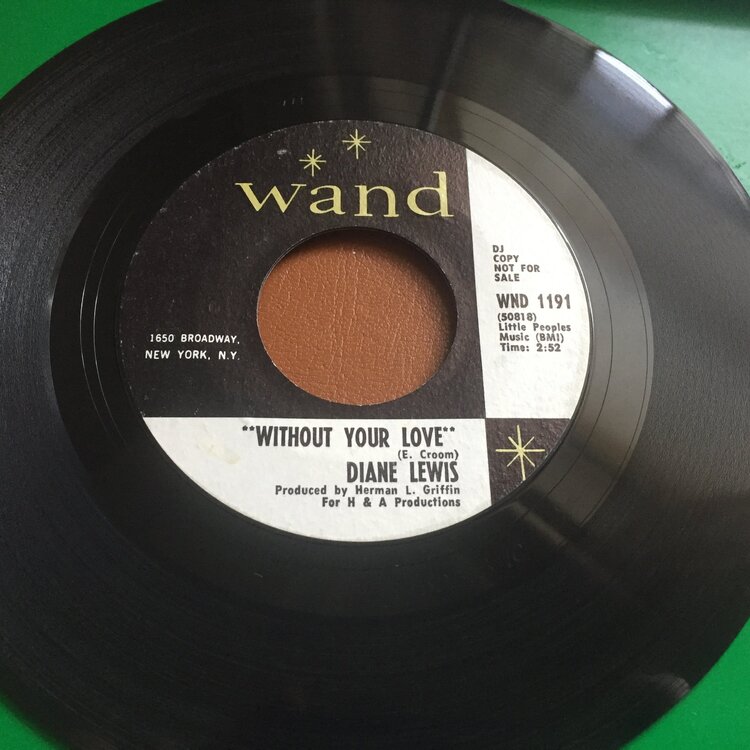 wand
DJ
COPY
NOT FOR
SALE
WND 1191
(50818)
Little Peoples
Music (BMI)
Time: 2:52
1650 BROADWAY,
NEW YORK, N.Y.
"WITHOUT YOUR LOVE"
(E. Croom)
DIANE LEWIS
Produced by Herman L. Griffin
For H & A Productions